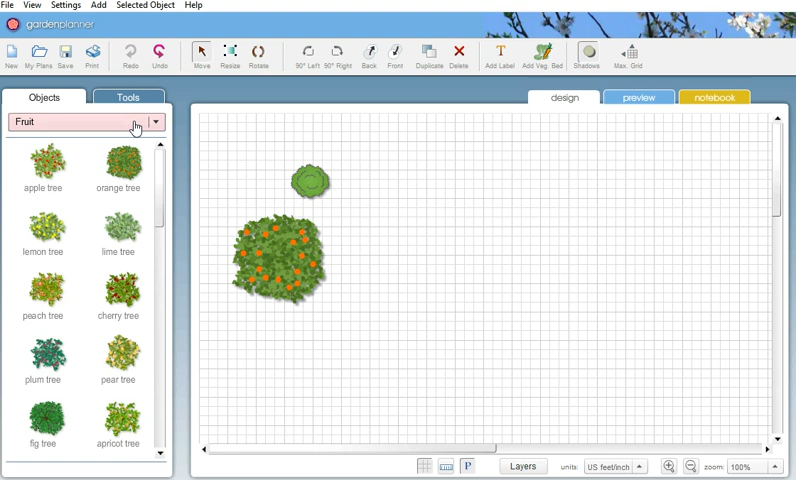 File View Settings Add Selected Object Help
gardenplanner
New My Plans Save Print Redo Undo Move Resize Rotate 90° Left 90° Right Back Front Duplicate Delete Add Label Add Veg. Bed Shadows Max. Grid
Objects Tools design preview notebook
Fruit
apple tree orange tree
lemon tree lime tree
peach tree cherry tree
plum tree pear tree
fig tree apricot tree
P Layers units: US feet/inch zoom: 100%